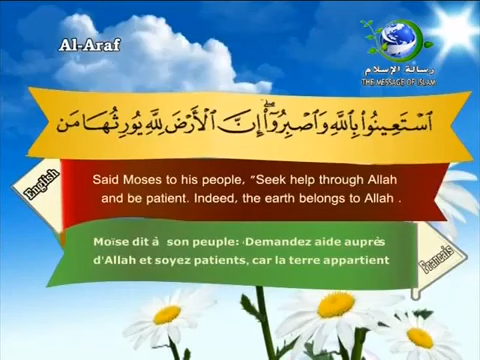 Al-Araf
رسالة الإسلام
THE MESSAGE OF ISLAM
ٱسْتَعِينُوا۟ بِٱللَّهِ وَٱصْبِرُوٓا۟ ۖ إِنَّ ٱلْأَرْضَ لِلَّهِ يُورِثُهَا مَن
English
Said Moses to his people, "Seek help through Allah
and be patient. Indeed, the earth belongs to Allah .
Moïse dit à son peuple: ‹Demandez aide auprès
d'Allah et soyez patients, car la terre appartient
Français